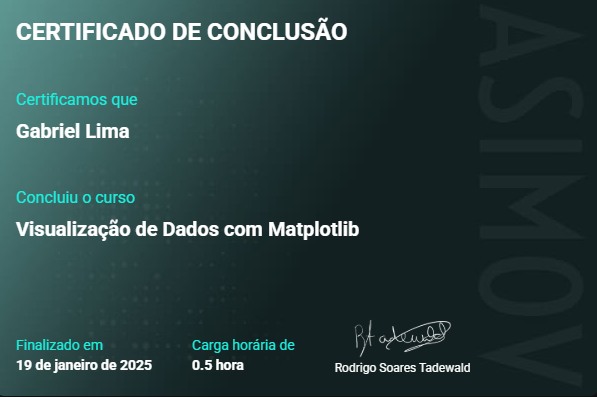 CERTIFICADO DE CONCLUSÃO
Certificamos que
Gabriel Lima
Concluiu o curso
Visualização de Dados com Matplotlib
Finalizado em
19 de janeiro de 2025
Carga horária de
0.5 hora
Rodrigo Soares Tadewald
ASIMOV